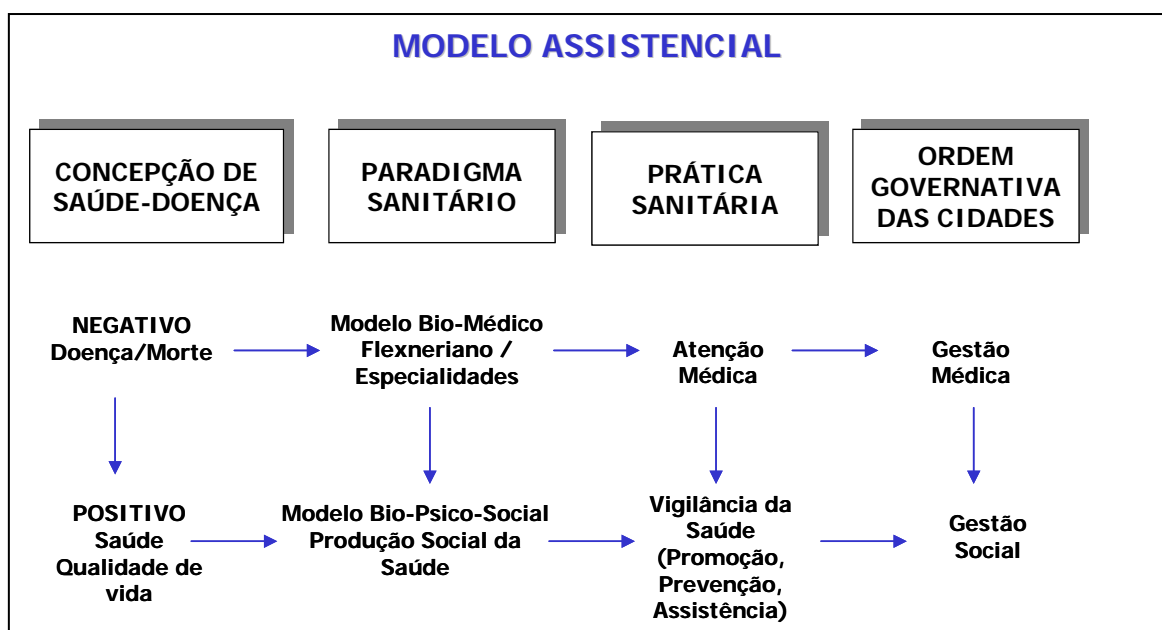 MODELO ASSISTENCIAL
CONCEPÇÃO DE
SAÚDE-DOENÇA
PARADIGMA
SANITÁRIO
PRÁTICA
SANITÁRIA
ORDEM
GOVERNATIVA
DAS CIDADES
NEGATIVO
Doença/Morte
Modelo Bio-Médico
Flexneriano /
Especialidades
Atenção
Médica
Gestão
Médica
POSITIVO
Saúde
Qualidade de
vida
Modelo Bio-Psico-Social
Produção Social da
Saúde
Vigilância da
Saúde
(Promoção,
Prevenção,
Assistência)
Gestão
Social